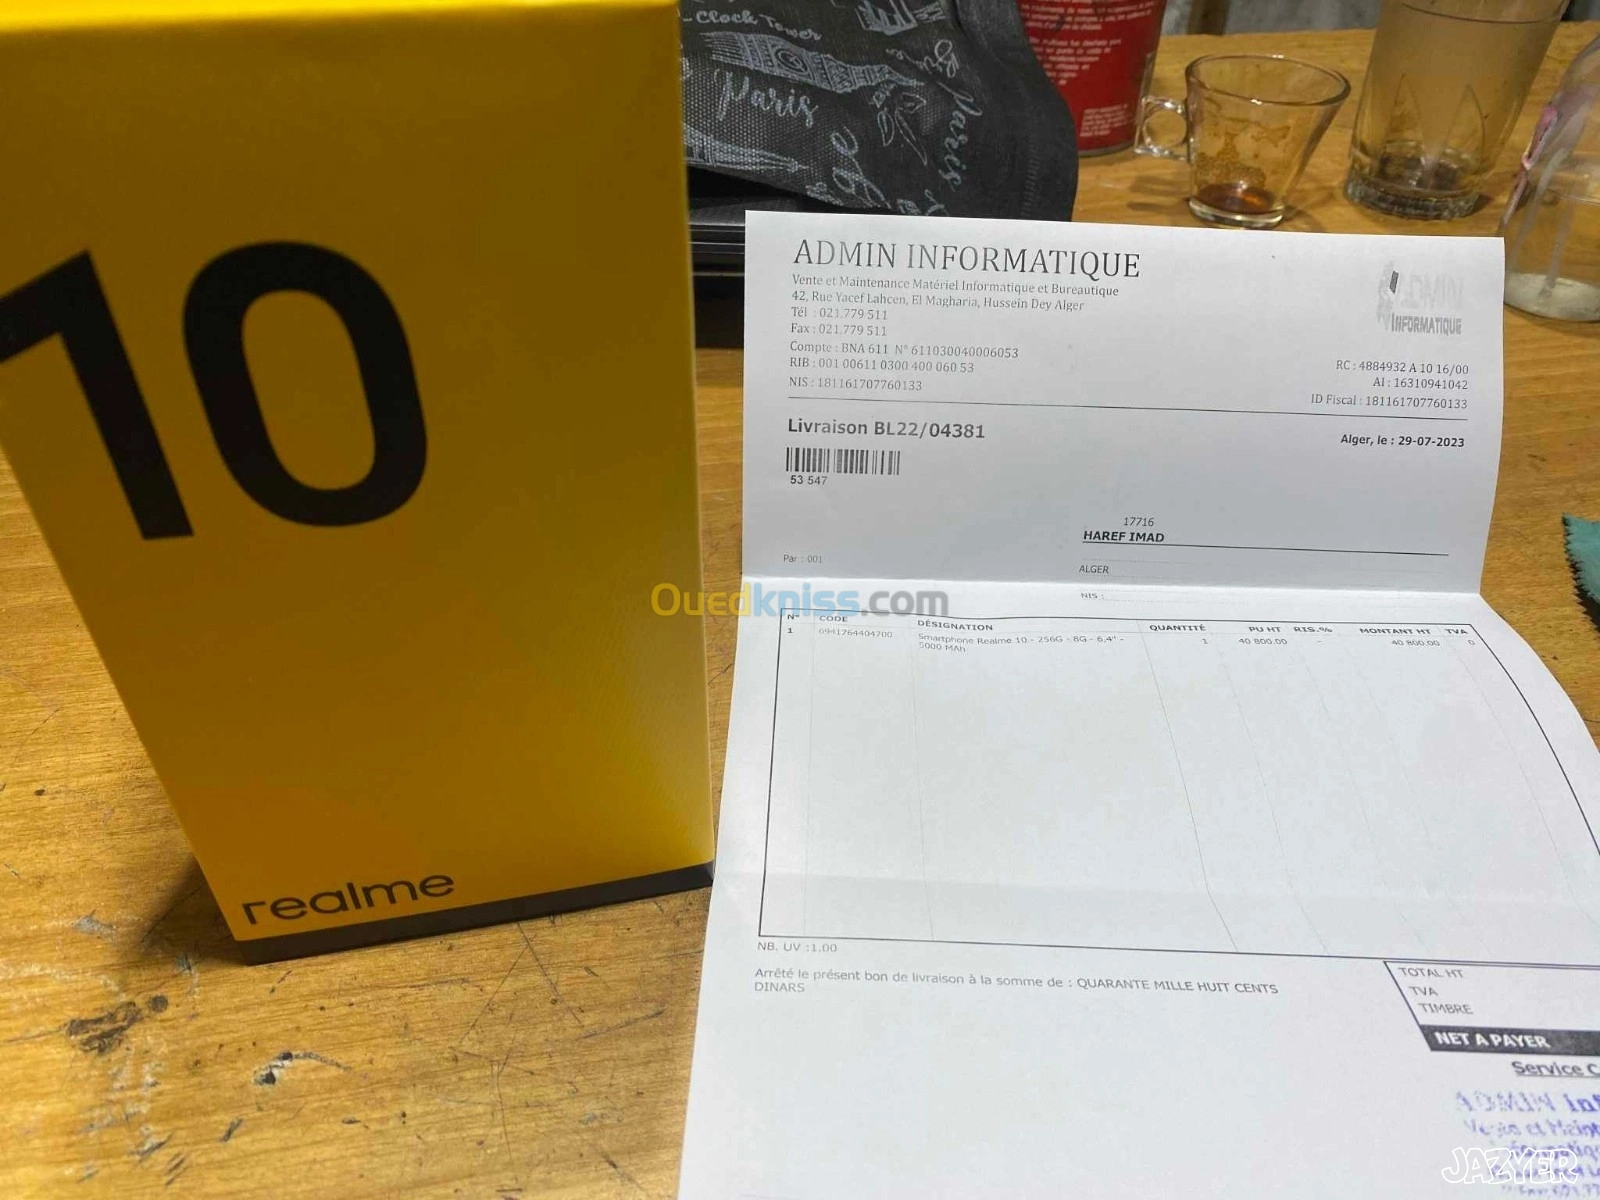 10
realme
Clock Tower
Paris
Paris
ADMIN INFORMATIQUE
Vente et Maintenance Matériel Informatique et Bureautique
42, Rue Yacef Lahcen, El Magharia, Hussein Dey Alger
Tél : 021.779 511
Fax : 021.779 511
Compte : BNA 611 N° 611030040006053
RIB : 001 00611 0300 400 060 53
NIS : 181161707760133
INFORMATIQUE
RC : 4884932 A 10 16/00
AI : 16310941042
ID Fiscal : 181161707760133
Livraison BL22/04381
Alger, le : 29-07-2023
53 547
17716
HAREF IMAD
Par : 001
ALGER
NIS :
Ouedkniss.com
N° CODE DÉSIGNATION QUANTITÉ PU HT RIS.% MONTANT HT TVA
1 6941764404700 Smartphone Realme 10 - 256G - 8G - 6,4" - 1 40 800.00 - 40 800.00 0
5000 MAh
NB. UV :1.00
Arrêté le présent bon de livraison à la somme de : QUARANTE MILLE HUIT CENTS
DINARS
TOTAL HT
TVA
TIMBRE
NET A PAYER
Service C
ADMIN Inf
JAZYER